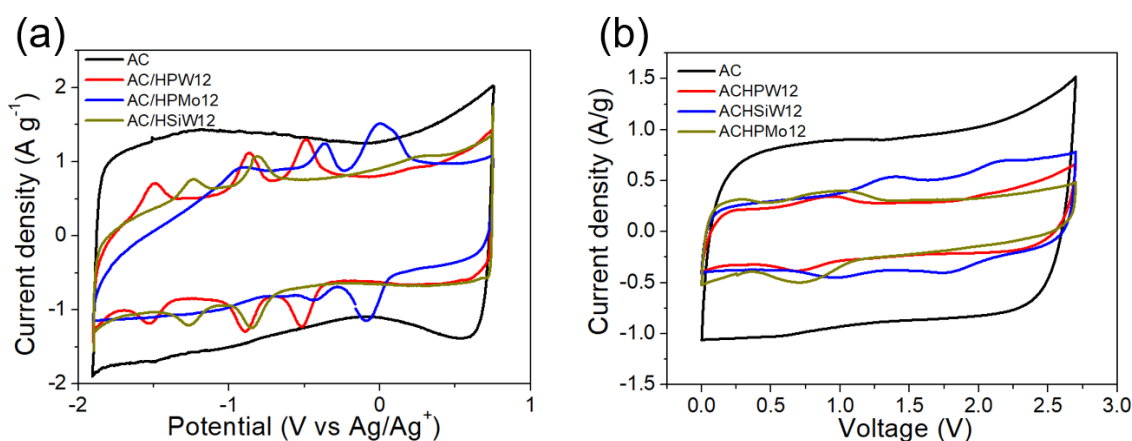 (a)
AC
AC/HPW12
AC/HPMo12
AC/HSiW12
2
1
0
-1
-2
-2
-1
0
1
Current density (A g⁻¹)
Potential (V vs Ag/Ag⁺)
(b)
AC
ACHPW12
ACHSiW12
ACHPMo12
1.5
1.0
0.5
0.0
-0.5
-1.0
-1.5
0.0
0.5
1.0
1.5
2.0
2.5
3.0
Current density (A/g)
Voltage (V)